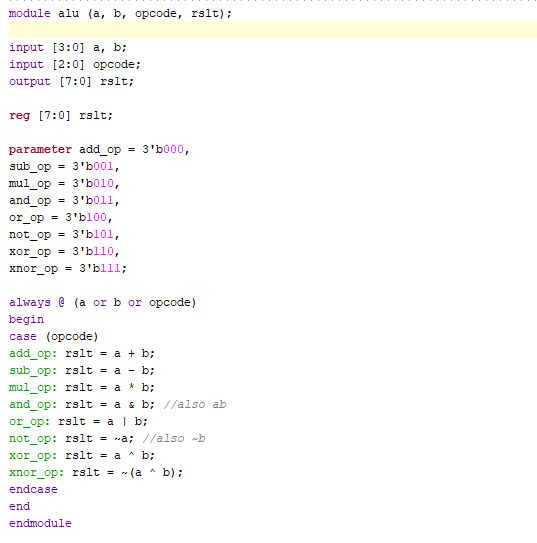 module alu (a, b, opcode, rslt);
input [3:0] a, b;
input [2:0] opcode;
output [7:0] rslt;
reg [7:0] rslt;
parameter add_op = 3'b000,
sub_op = 3'b001,
mul_op = 3'b010,
and_op = 3'b011,
or_op = 3'b100,
not_op = 3'b101,
xor_op = 3'b110,
xnor_op = 3'b111;
always @ (a or b or opcode)
begin
case (opcode)
add_op: rslt = a + b;
sub_op: rslt = a - b;
mul_op: rslt = a * b;
and_op: rslt = a & b; //also ab
or_op: rslt = a | b;
not_op: rslt = ~a; //also ~b
xor_op: rslt = a ^ b;
xnor_op: rslt = ~(a ^ b);
endcase
end
endmodule